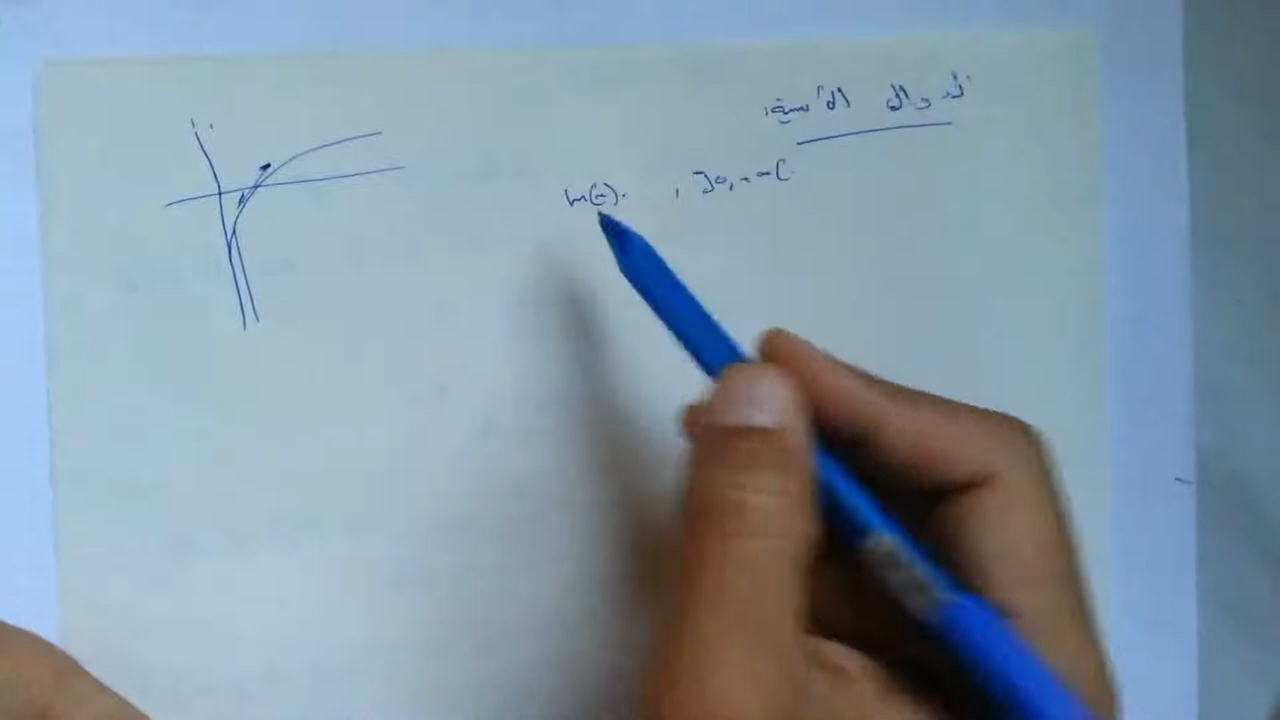 الدوال الأسية
ln(x) , ]0, +∞[